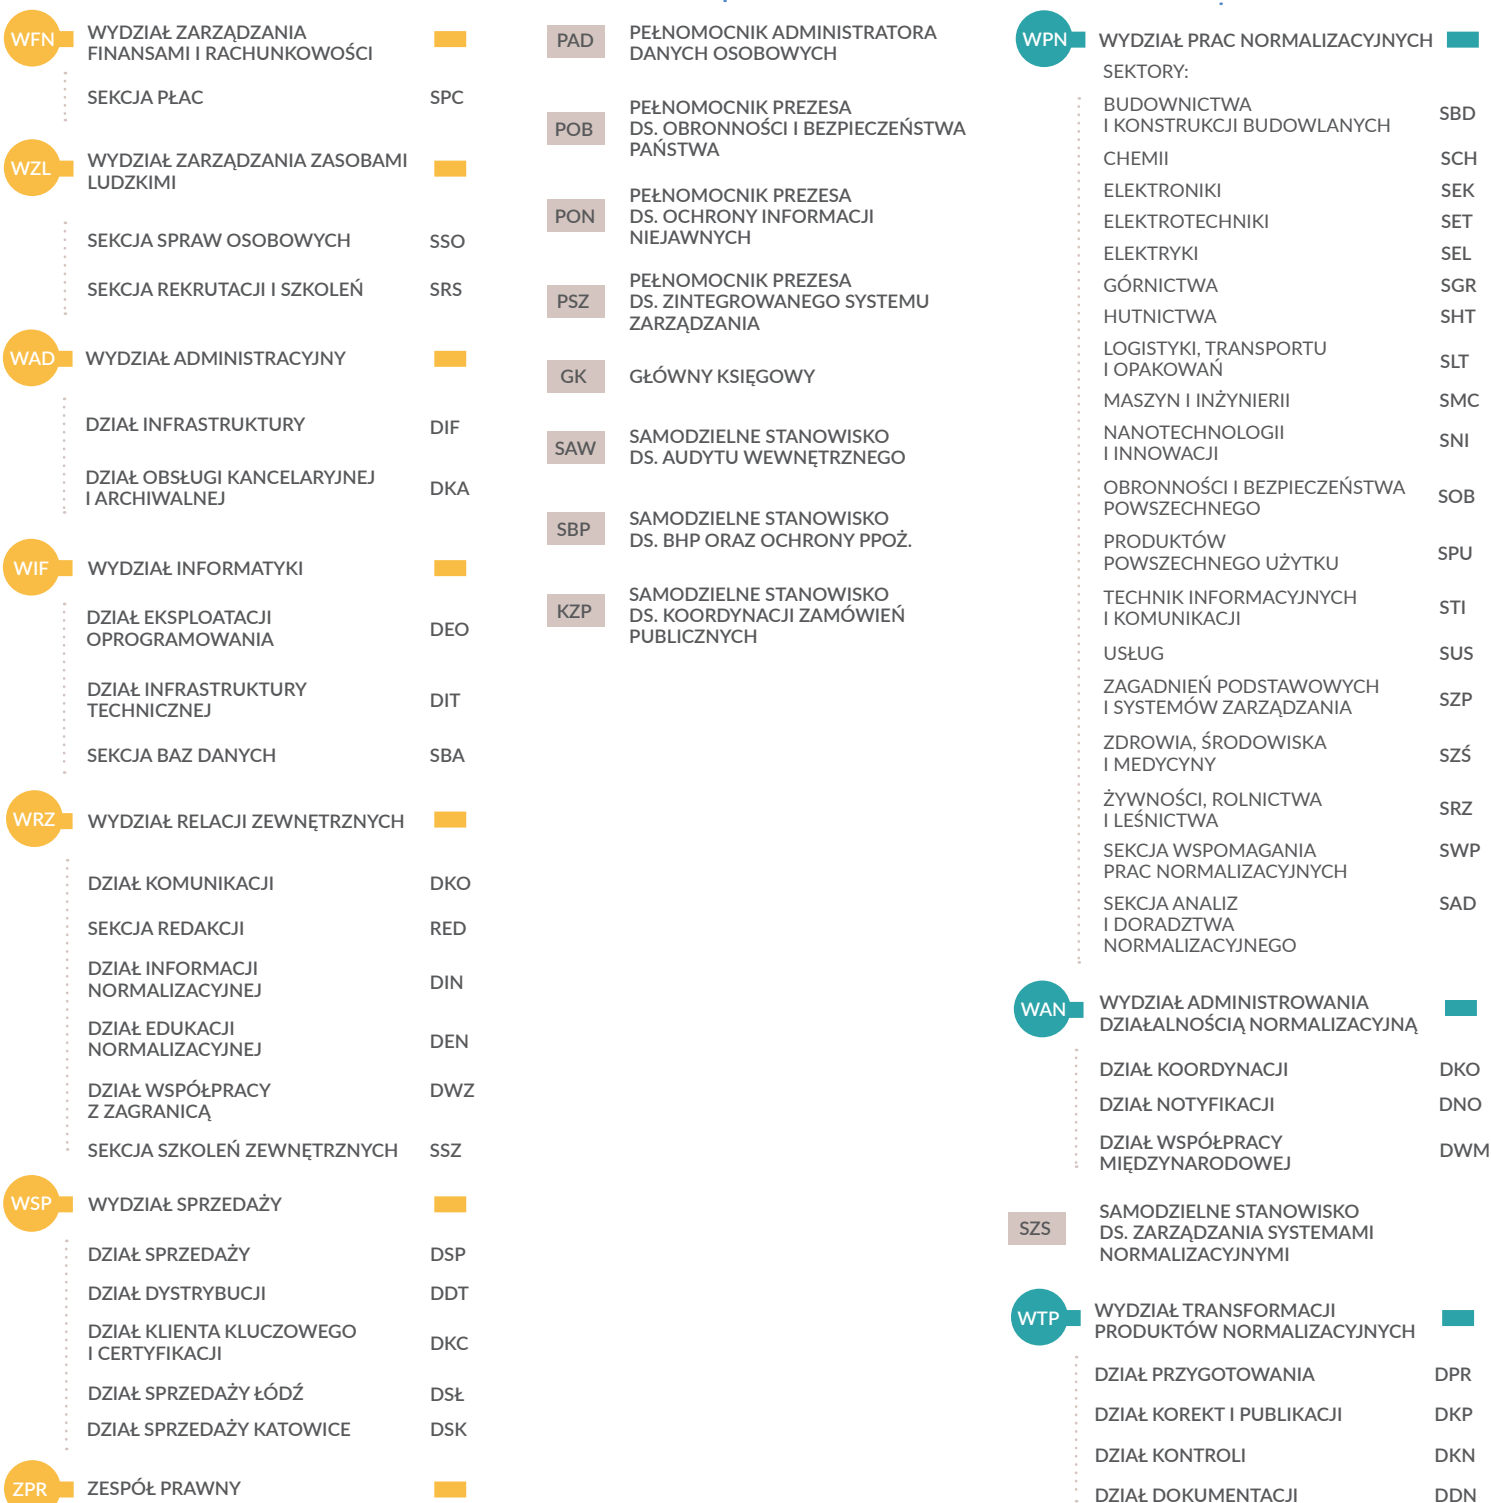 WFN
WYDZIAŁ ZARZĄDZANIA
FINANSAMI I RACHUNKOWOŚCI
SEKCJA PŁAC SPC
WZL
WYDZIAŁ ZARZĄDZANIA ZASOBAMI
LUDZKIMI
SEKCJA SPRAW OSOBOWYCH SSO
SEKCJA REKRUTACJI I SZKOLEŃ SRS
WAD WYDZIAŁ ADMINISTRACYJNY
DZIAŁ INFRASTRUKTURY DIF
DZIAŁ OBSŁUGI KANCELARYJNEJ
I ARCHIWALNEJ DKA
WIF WYDZIAŁ INFORMATYKI
DZIAŁ EKSPLOATACJI
OPROGRAMOWANIA DEO
DZIAŁ INFRASTRUKTURY
TECHNICZNEJ DIT
SEKCJA BAZ DANYCH SBA
WRZ WYDZIAŁ RELACJI ZEWNĘTRZNYCH
DZIAŁ KOMUNIKACJI DKO
SEKCJA REDAKCJI RED
DZIAŁ INFORMACJI
NORMALIZACYJNEJ DIN
DZIAŁ EDUKACJI
NORMALIZACYJNEJ DEN
DZIAŁ WSPÓŁPRACY DWZ
Z ZAGRANICĄ
SEKCJA SZKOLEŃ ZEWNĘTRZNYCH SSZ
WSP WYDZIAŁ SPRZEDAŻY
DZIAŁ SPRZEDAŻY DSP
DZIAŁ DYSTRYBUCJI DDT
DZIAŁ KLIENTA KLUCZOWEGO
I CERTYFIKACJI DKC
DZIAŁ SPRZEDAŻY ŁÓDŹ DSŁ
DZIAŁ SPRZEDAŻY KATOWICE DSK
ZPR ZESPÓŁ PRAWNY
PAD
PEŁNOMOCNIK ADMINISTRATORA
DANYCH OSOBOWYCH
POB
PEŁNOMOCNIK PREZESA
DS. OBRONNOŚCI I BEZPIECZEŃSTWA
PAŃSTWA
PON
PEŁNOMOCNIK PREZESA
DS. OCHRONY INFORMACJI
NIEJAWNYCH
PSZ
PEŁNOMOCNIK PREZESA
DS. ZINTEGROWANEGO SYSTEMU
ZARZĄDZANIA
GK GŁÓWNY KSIĘGOWY
SAW
SAMODZIELNE STANOWISKO
DS. AUDYTU WEWNĘTRZNEGO
SBP
SAMODZIELNE STANOWISKO
DS. BHP ORAZ OCHRONY PPOŻ.
KZP
SAMODZIELNE STANOWISKO
DS. KOORDYNACJI ZAMÓWIEŃ
PUBLICZNYCH
WPN WYDZIAŁ PRAC NORMALIZACYJNYCH
SEKTORY:
BUDOWNICTWA
I KONSTRUKCJI BUDOWLANYCH SBD
CHEMII SCH
ELEKTRONIKI SEK
ELEKTROTECHNIKI SET
ELEKTRYKI SEL
GÓRNICTWA SGR
HUTNICTWA SHT
LOGISTYKI, TRANSPORTU
I OPAKOWAŃ SLT
MASZYN I INŻYNIERII SMC
NANOTECHNOLOGII
I INNOWACJI SNI
OBRONNOŚCI I BEZPIECZEŃSTWA
POWSZECHNEGO SOB
PRODUKTÓW
POWSZECHNEGO UŻYTKU SPU
TECHNIK INFORMACYJNYCH
I KOMUNIKACJI STI
USŁUG SUS
ZAGADNIEŃ PODSTAWOWYCH
I SYSTEMÓW ZARZĄDZANIA SZP
ZDROWIA, ŚRODOWISKA
I MEDYCYNY SZŚ
ŻYWNOŚCI, ROLNICTWA
I LEŚNICTWA SRZ
SEKCJA WSPOMAGANIA SWP
PRAC NORMALIZACYJNYCH
SEKCJA ANALIZ SAD
I DORADZTWA
NORMALIZACYJNEGO
WAN
WYDZIAŁ ADMINISTROWANIA
DZIAŁALNOŚCIĄ NORMALIZACYJNĄ
DZIAŁ KOORDYNACJI DKO
DZIAŁ NOTYFIKACJI DNO
DZIAŁ WSPÓŁPRACY
MIĘDZYNARODOWEJ DWM
SZS
SAMODZIELNE STANOWISKO
DS. ZARZĄDZANIA SYSTEMAMI
NORMALIZACYJNYMI
WTP
WYDZIAŁ TRANSFORMACJI
PRODUKTÓW NORMALIZACYJNYCH
DZIAŁ PRZYGOTOWANIA DPR
DZIAŁ KOREKT I PUBLIKACJI DKP
DZIAŁ KONTROLI DKN
DZIAŁ DOKUMENTACJI DDN